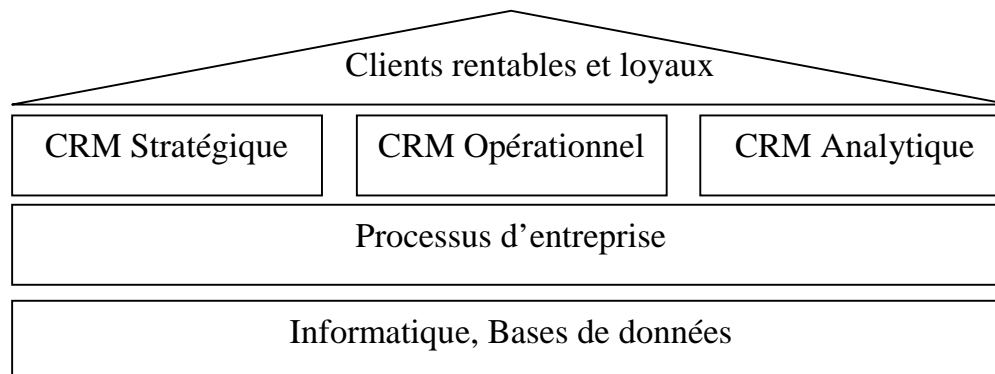 Clients rentables et loyaux
CRM Stratégique
CRM Opérationnel
CRM Analytique
Processus d’entreprise
Informatique, Bases de données